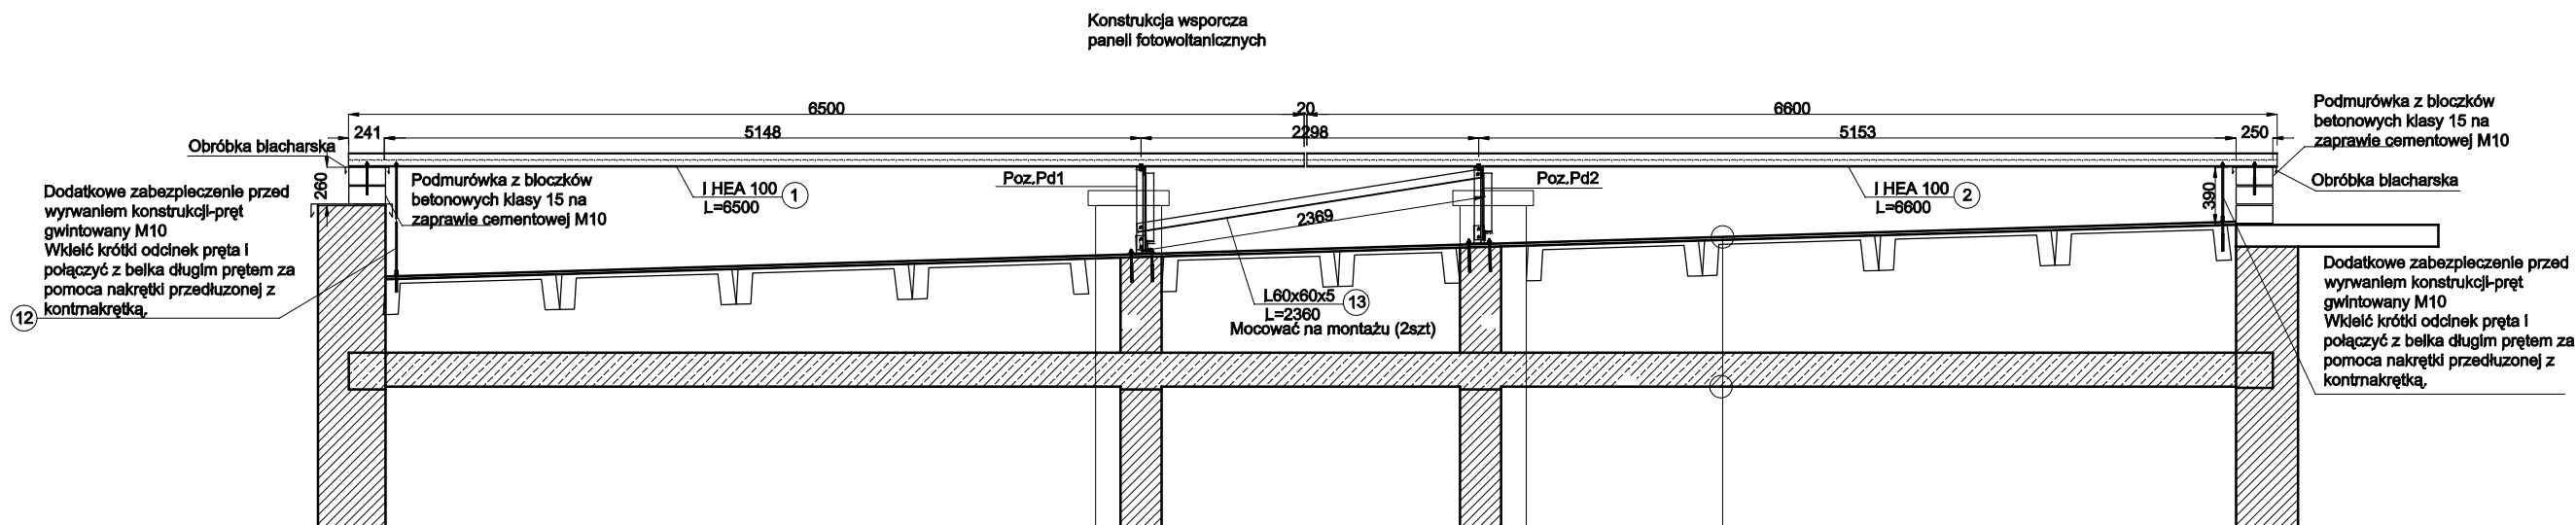 Konstrukcja wsporcza
paneli fotowoltanicznych
6500
20
6600
241
5148
2298
5153
250
Obróbka blacharska
260
Dodatkowe zabezpieczenie przed
wyrwaniem konstrukcji-pręt
gwintowany M10
Wkleić krótki odcinek pręta i
połączyć z belka długim prętem za
pomoca nakrętki przedłuzonej z
kontrnakrętką.
12
Podmurówka z bloczków
betonowych klasy 15 na
zaprawie cementowej M10
I HEA 100
L=6500
1
Poz.Pd1
2369
L60x60x5
L=2360
13
Mocować na montażu (2szt)
Poz.Pd2
I HEA 100
L=6600
2
390
Podmurówka z bloczków
betonowych klasy 15 na
zaprawie cementowej M10
Obróbka blacharska
Dodatkowe zabezpieczenie przed
wyrwaniem konstrukcji-pręt
gwintowany M10
Wkleić krótki odcinek pręta i
połączyć z belka długim prętem za
pomoca nakrętki przedłuzonej z
kontrnakrętką.